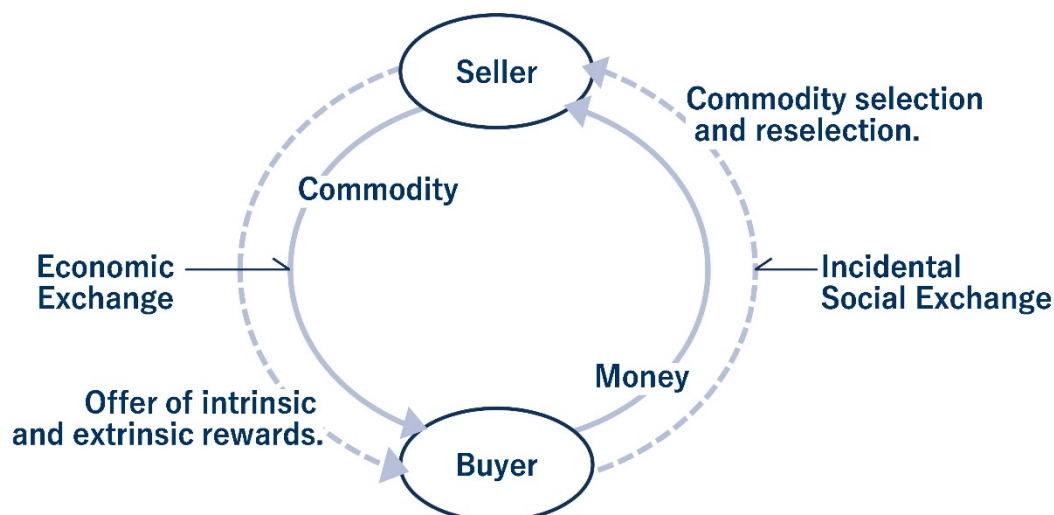 Seller
Commodity selection
and reselection.
Commodity
Economic
Exchange
Incidental
Social Exchange
Money
Offer of intrinsic
and extrinsic rewards.
Buyer